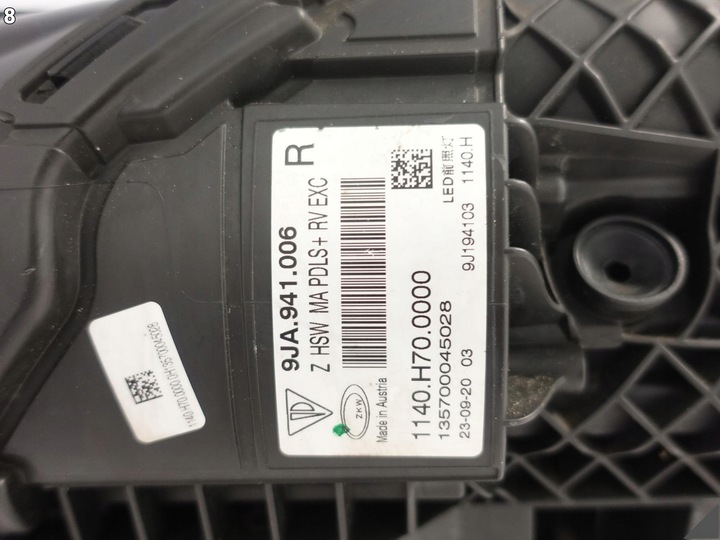 8
9JA.941.006
R
Z HSW MA PDLS+ RV EXC
ZKW
Made in Austria
1140.H70.0000
135700045028
23-09-20 03
LED前照灯
9J194103 1140.H